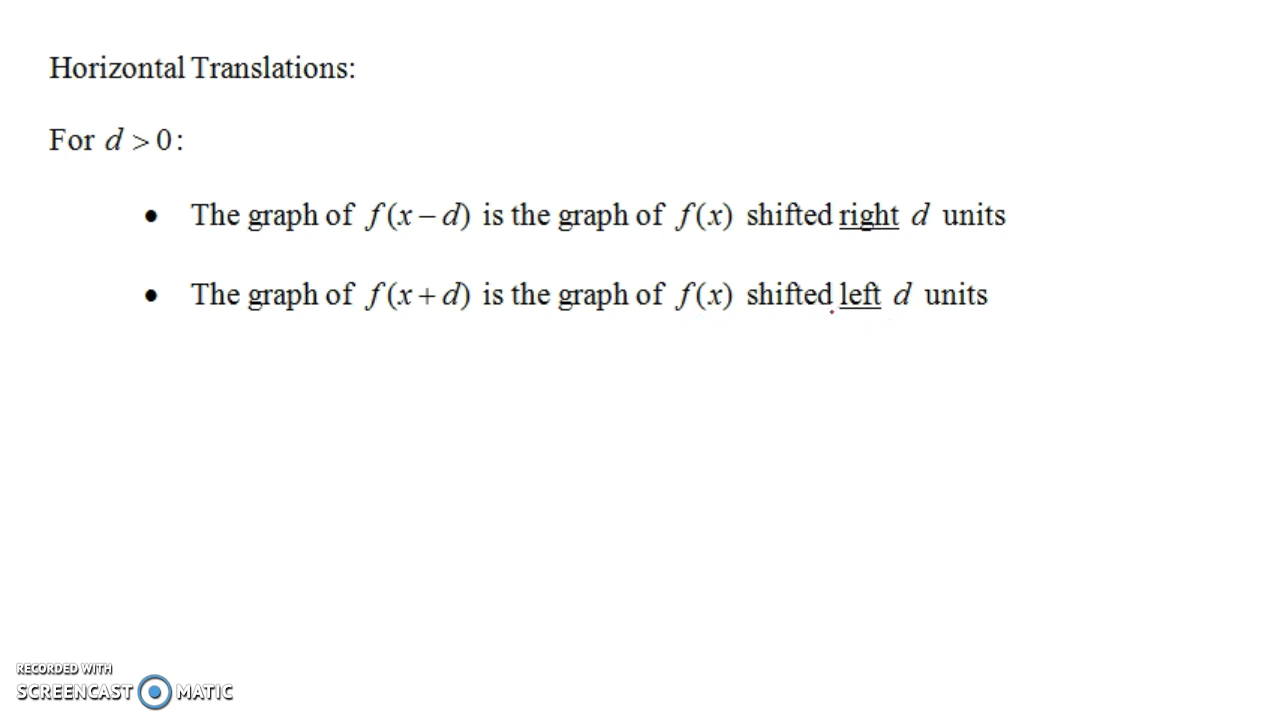 Horizontal Translations:
For d > 0:
• The graph of f(x − d) is the graph of f(x) shifted right d units
• The graph of f(x + d) is the graph of f(x) shifted left d units
RECORDED WITH
SCREENCAST MATIC